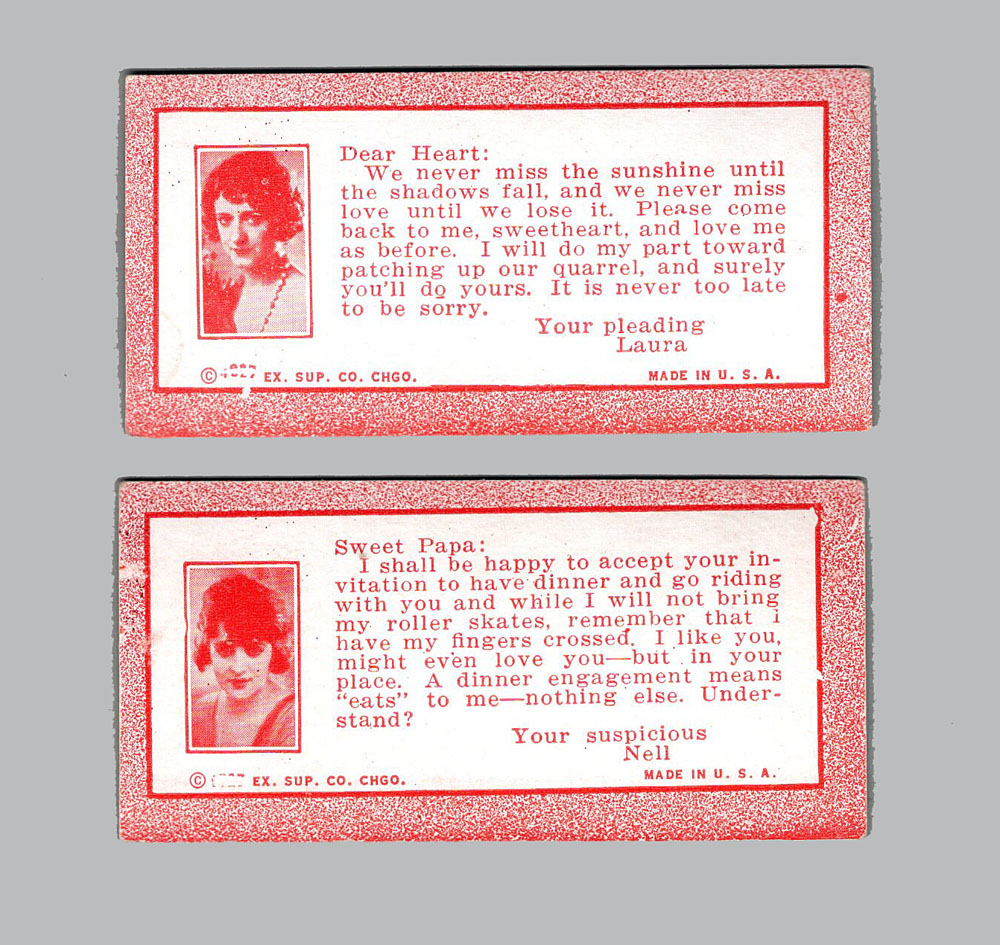 Dear Heart:
We never miss the sunshine until
the shadows fall, and we never miss
love until we lose it. Please come
back to me, sweetheart, and love me
as before. I will do my part toward
patching up our quarrel, and surely
you'll do yours. It is never too late
to be sorry.
Your pleading
Laura
© EX. SUP. CO. CHGO. MADE IN U. S. A.
Sweet Papa:
I shall be happy to accept your in-
vitation to have dinner and go riding
with you and while I will not bring
my roller skates, remember that i
have my fingers crossed. I like you,
might even love you—but in your
place. A dinner engagement means
“eats” to me—nothing else. Under-
stand?
Your suspicious
Nell
© EX. SUP. CO. CHGO. MADE IN U. S. A.